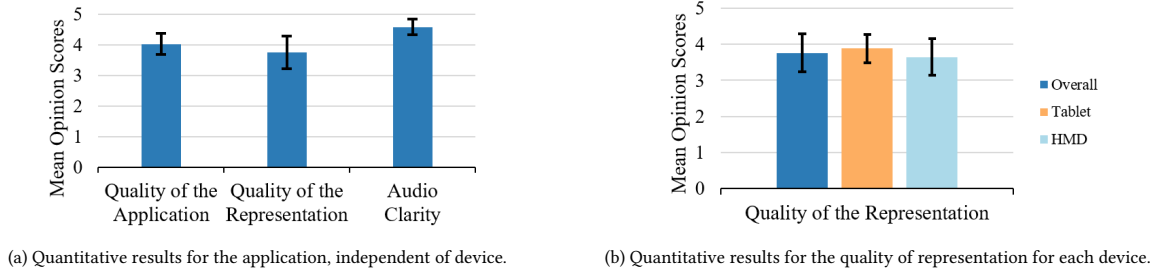 Mean Opinion Scores
5
4
3
2
1
0
Quality of the
Application
Quality of the
Representation
Audio
Clarity
(a) Quantitative results for the application, independent of device.
Mean Opinion Scores
5
4
3
2
1
0
Quality of the Representation
Overall
Tablet
HMD
(b) Quantitative results for the quality of representation for each device.